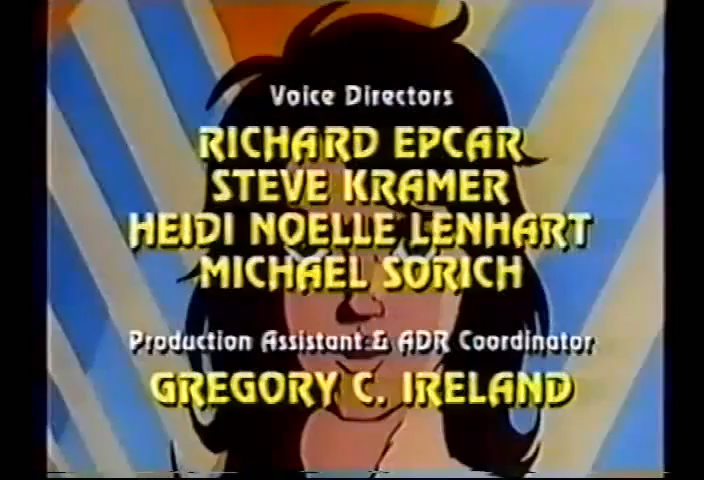 Voice Directors
RICHARD EPCAR
STEVE KRAMER
HEIDI NOELLE LENHART
MICHAEL SORICH
Production Assistant & ADR Coordinator
GREGORY C. IRELAND